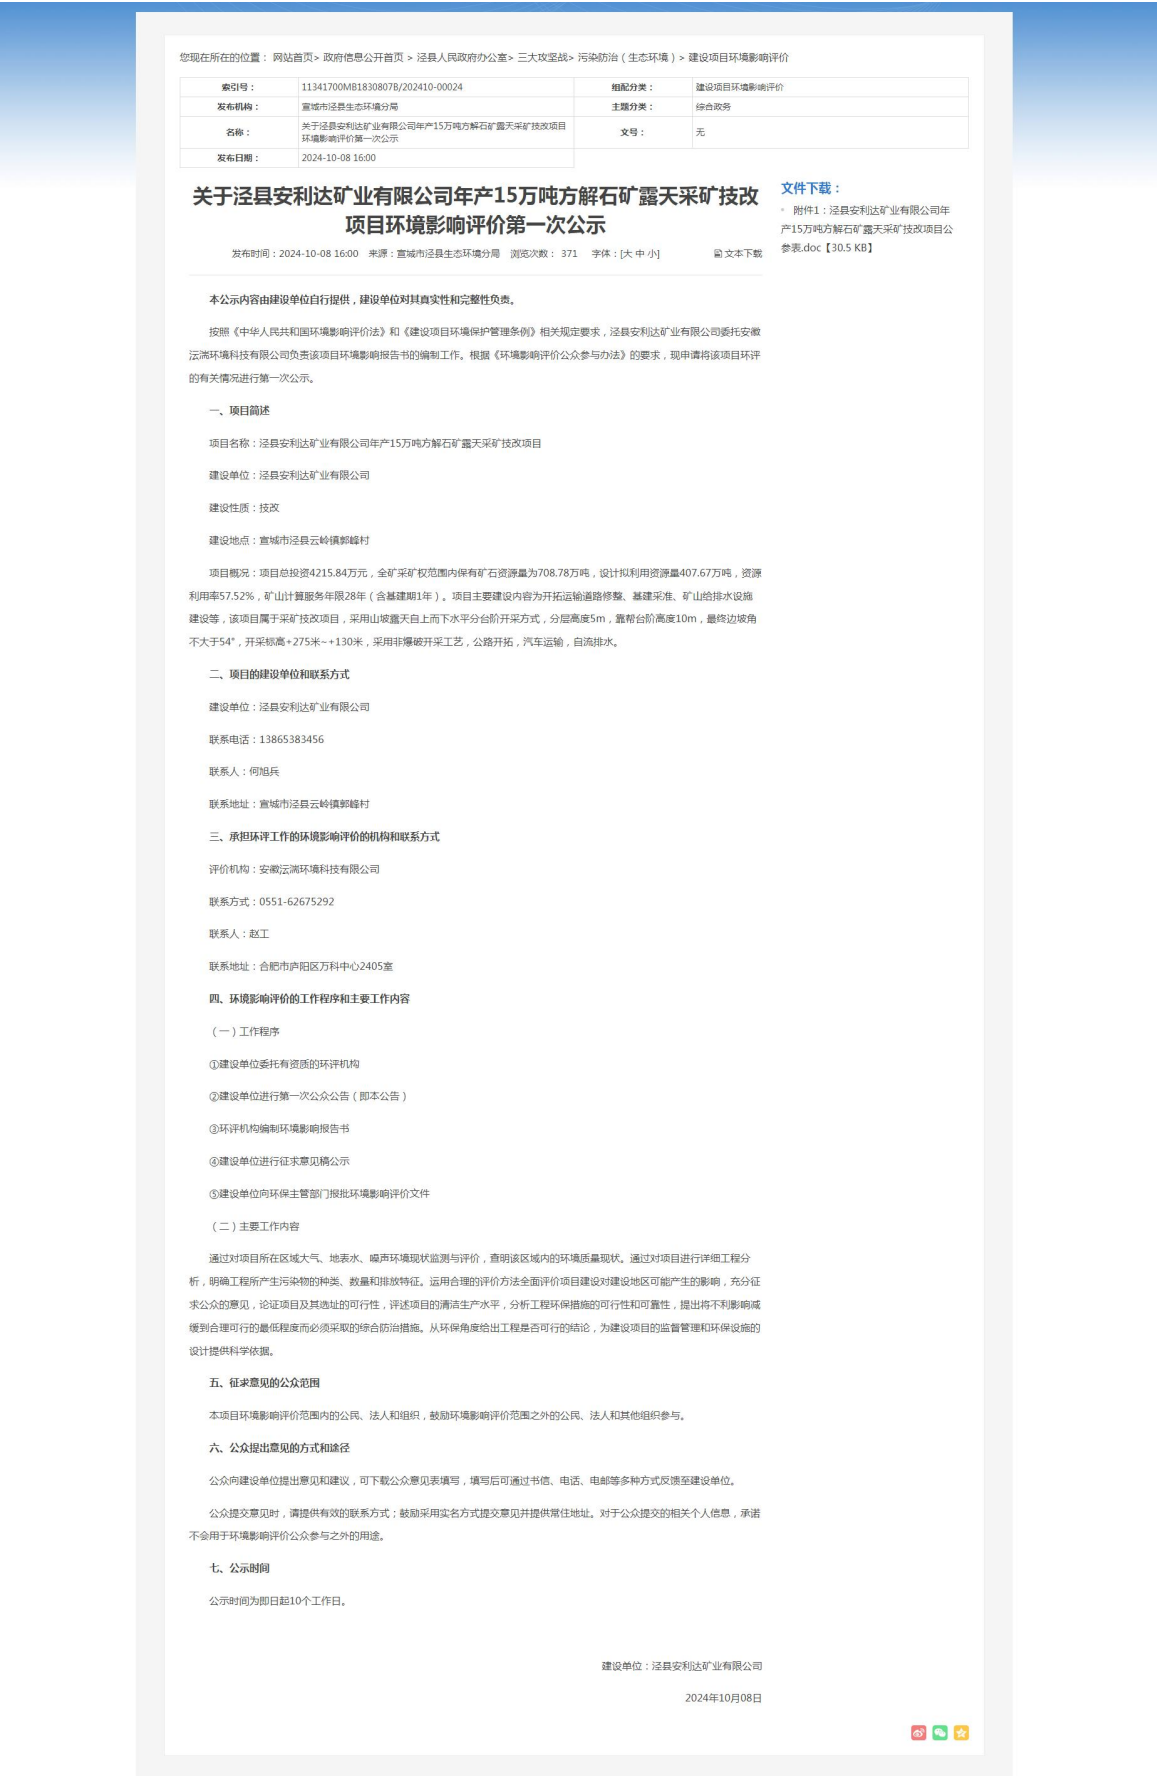 您现在所在的位置： 网站首页> 政府信息公开首页 > 泾县人民政府办公室> 三大攻坚战> 污染防治（生态环境）> 建设项目环境影响评价
索引号： 11341700MB1830807B/202410-00024 组配分类： 建设项目环境影响评价
发布机构： 宣城市泾县生态环境分局 主题分类： 综合政务
名称： 关于泾县安利达矿业有限公司年产15万吨方解石矿露天采矿技改项目
环境影响评价第一次公示 文号： 无
发布日期： 2024-10-08 16:00
关于泾县安利达矿业有限公司年产15万吨方解石矿露天采矿技改
项目环境影响评价第一次公示
发布时间：2024-10-08 16:00 来源：宣城市泾县生态环境分局 浏览次数： 371 字体：[大 中 小] 文本下载
文件下载：
附件1：泾县安利达矿业有限公司年
产15万吨方解石矿露天采矿技改项目公
参表.doc【30.5 KB】
本公示内容由建设单位自行提供，建设单位对其真实性和完整性负责。
按照《中华人民共和国环境影响评价法》和《建设项目环境保护管理条例》相关规定要求，泾县安利达矿业有限公司委托安徽
沄湍环境科技有限公司负责该项目环境影响报告书的编制工作。根据《环境影响评价公众参与办法》的要求，现申请将该项目环评
的有关情况进行第一次公示。
一、项目简述
项目名称：泾县安利达矿业有限公司年产15万吨方解石矿露天采矿技改项目
建设单位：泾县安利达矿业有限公司
建设性质：技改
建设地点：宣城市泾县云岭镇郭峰村
项目概况：项目总投资4215.84万元，全矿采矿权范围内保有矿石资源量为708.78万吨，设计拟利用资源量407.67万吨，资源
利用率57.52%，矿山计算服务年限28年（含基建期1年）。项目主要建设内容为开拓运输道路修整、基建采准、矿山给排水设施
建设等，该项目属于采矿技改项目，采用山坡露天自上而下水平分台阶开采方式，分层高度5m，靠帮台阶高度10m，最终边坡角
不大于54°，开采标高+275米~+130米，采用非爆破开采工艺，公路开拓，汽车运输，自流排水。
二、项目的建设单位和联系方式
建设单位：泾县安利达矿业有限公司
联系电话：13865383456
联系人：何旭兵
联系地址：宣城市泾县云岭镇郭峰村
三、承担环评工作的环境影响评价的机构和联系方式
评价机构：安徽沄湍环境科技有限公司
联系方式：0551-62675292
联系人：赵工
联系地址：合肥市庐阳区万科中心2405室
四、环境影响评价的工作程序和主要工作内容
（一）工作程序
①建设单位委托有资质的环评机构
②建设单位进行第一次公众公告（即本公告）
③环评机构编制环境影响报告书
④建设单位进行征求意见稿公示
⑤建设单位向环保主管部门报批环境影响评价文件
（二）主要工作内容
通过对项目所在区域大气、地表水、噪声环境现状监测与评价，查明该区域内的环境质量现状。通过对项目进行详细工程分
析，明确工程所产生污染物的种类、数量和排放特征。运用合理的评价方法全面评价项目建设对建设地区可能产生的影响，充分征
求公众的意见，论证项目及其选址的可行性，评述项目的清洁生产水平，分析工程环保措施的可行性和可靠性，提出将不利影响减
缓到合理可行的最低程度而必须采取的综合防治措施。从环保角度给出工程是否可行的结论，为建设项目的监督管理和环保设施的
设计提供科学依据。
五、征求意见的公众范围
本项目环境影响评价范围内的公民、法人和组织，鼓励环境影响评价范围之外的公民、法人和其他组织参与。
六、公众提出意见的方式和途径
公众向建设单位提出意见和建议，可下载公众意见表填写，填写后可通过书信、电话、电邮等多种方式反馈至建设单位。
公众提交意见时，请提供有效的联系方式；鼓励采用实名方式提交意见并提供常住地址。对于公众提交的相关个人信息，承诺
不会用于环境影响评价公众参与之外的用途。
七、公示时间
公示时间为即日起10个工作日。
建设单位：泾县安利达矿业有限公司
2024年10月08日